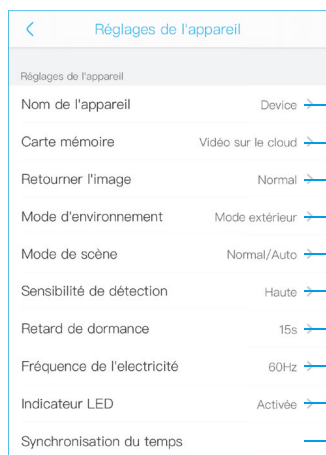 Réglages de l'appareil
Réglages de l'appareil
Nom de l'appareil Device
Carte mémoire Vidéo sur le cloud
Retourner l'image Normal
Mode d'environnement Mode extérieur
Mode de scène Normal/Auto
Sensibilité de détection Haute
Retard de dormance 15s
Fréquence de l'electricité 60Hz
Indicateur LED Activée
Synchronisation du temps